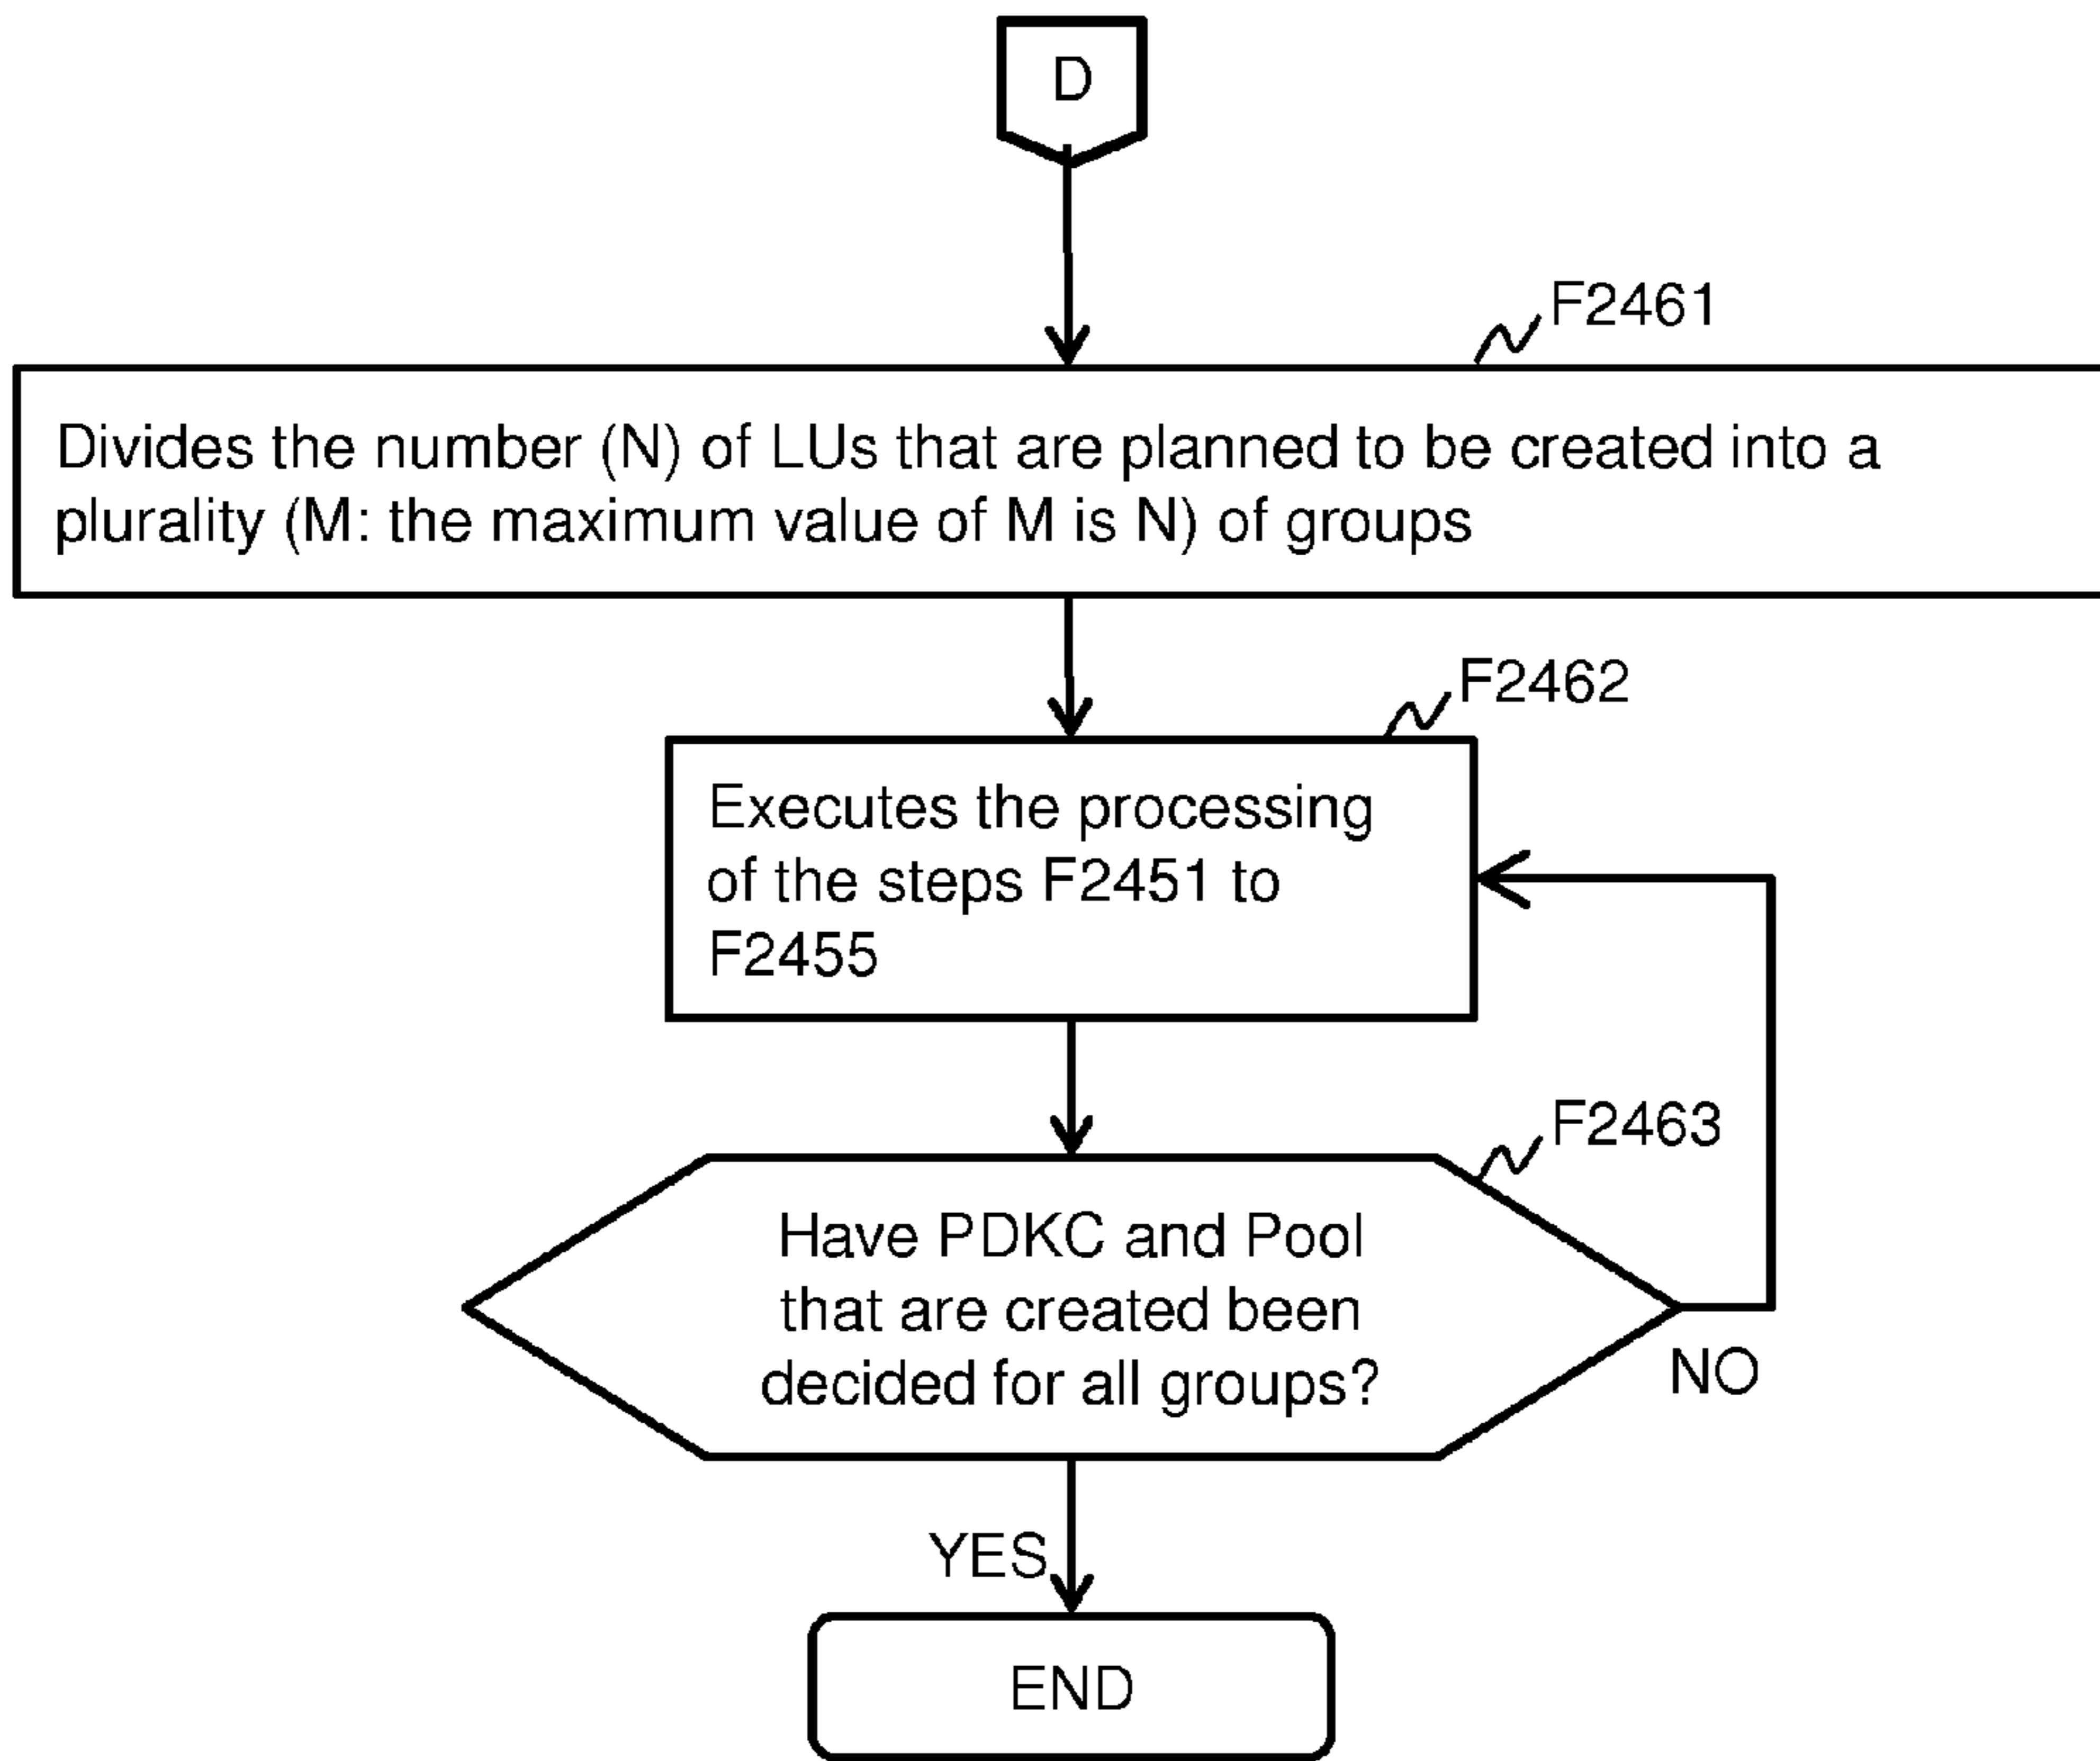 D
F2461
Divides the number (N) of LUs that are planned to be created into a
plurality (M: the maximum value of M is N) of groups
F2462
Executes the processing
of the steps F2451 to
F2455
F2463
Have PDKC and Pool
that are created been
decided for all groups?
NO
YES
END